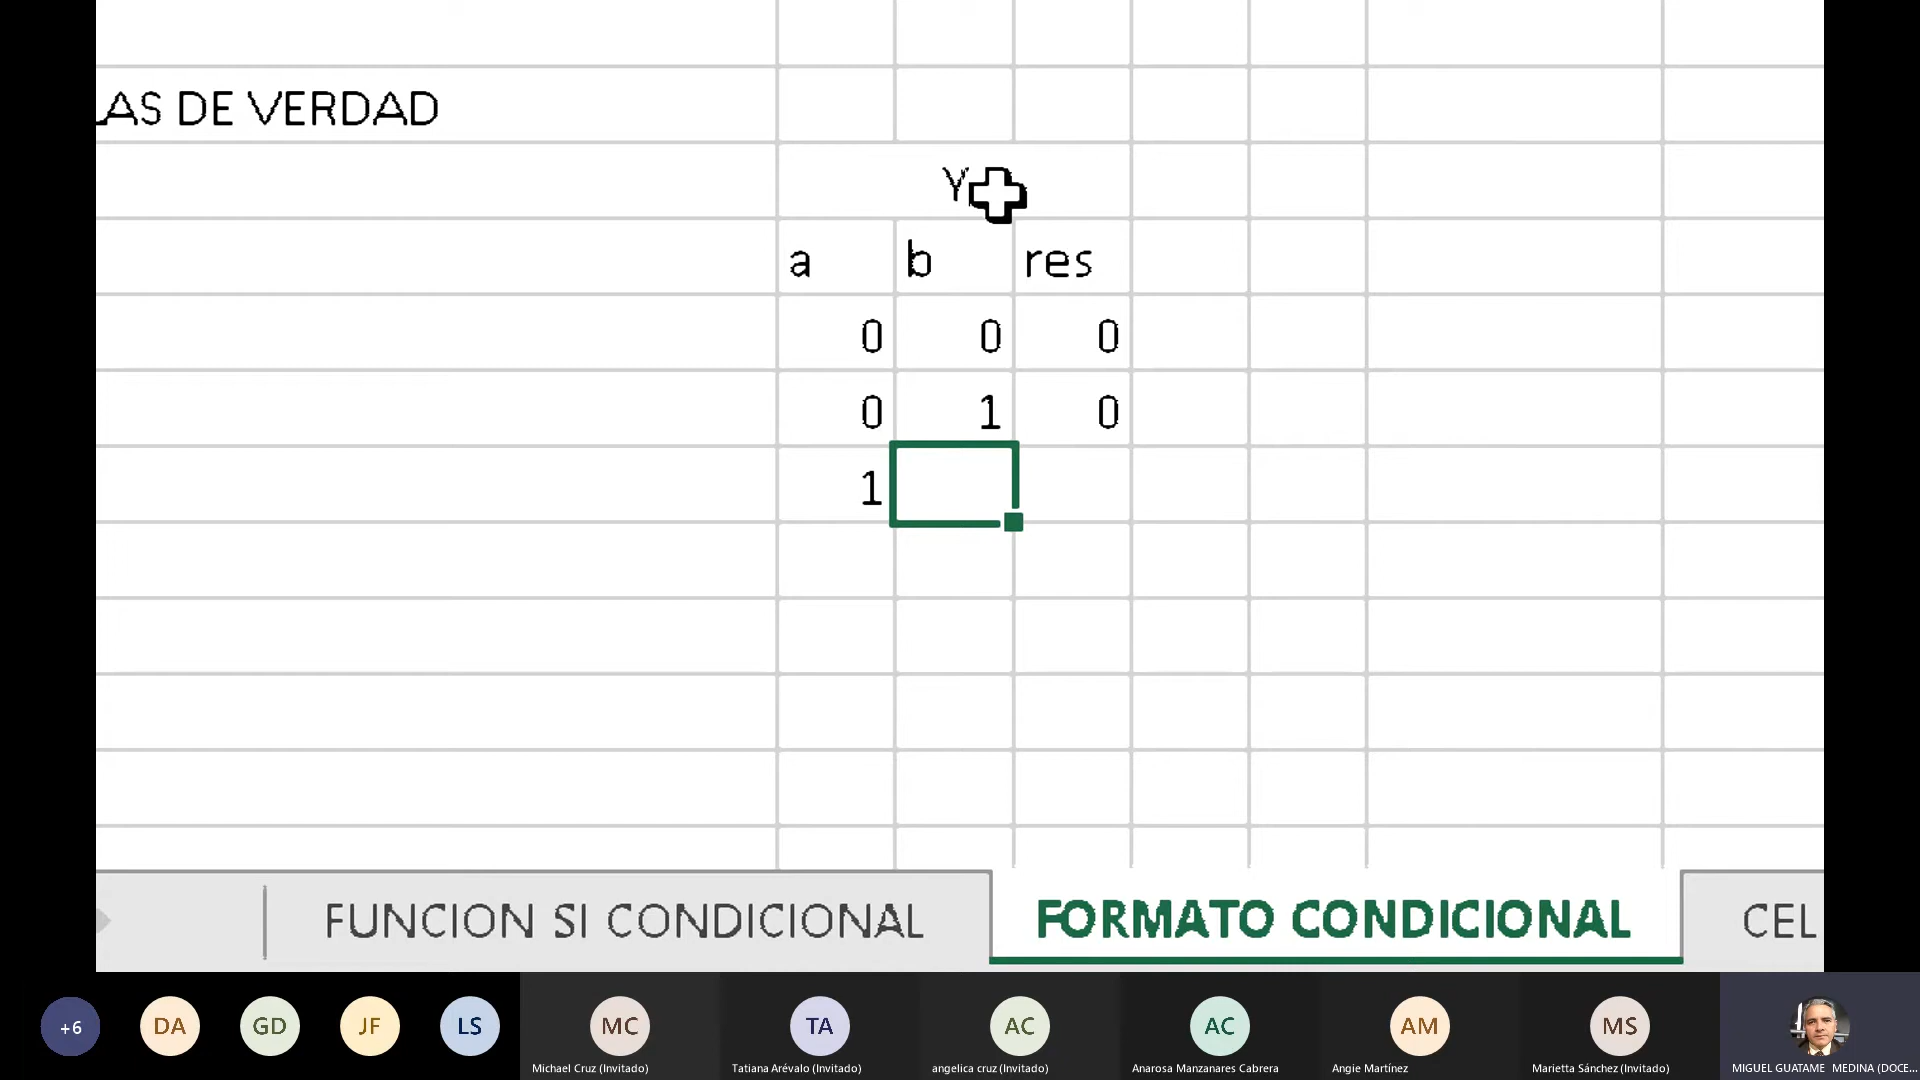 LAS DE VERDAD
Y
a b res
0 0 0
0 1 0
1
FUNCION SI CONDICIONAL FORMATO CONDICIONAL CEL
+6 DA GD JF LS MC TA AC AC AM MS
Michael Cruz (Invitado) Tatiana Arévalo (Invitado) angelica cruz (Invitado) Anarosa Manzanares Cabrera Angie Martínez Marietta Sánchez (Invitado) MIGUEL GUATAME MEDINA (DOCE...